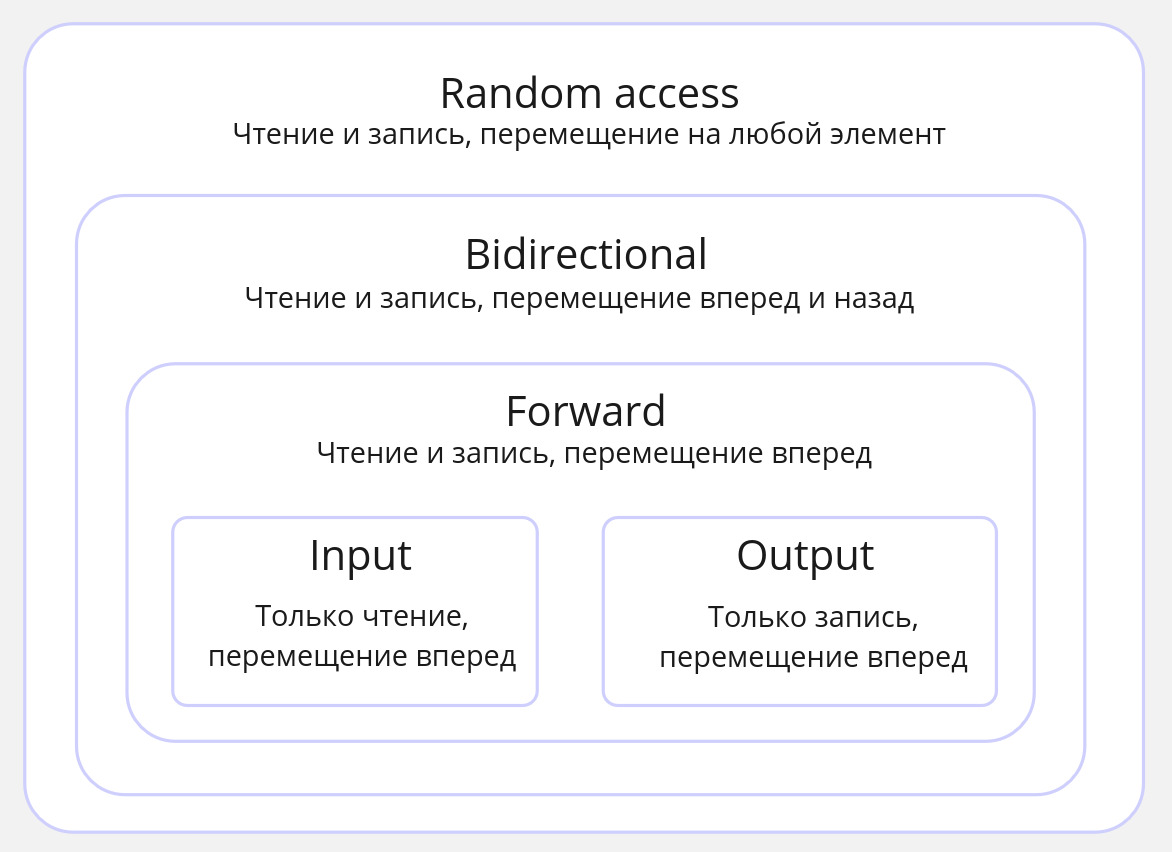 Random access
Чтение и запись, перемещение на любой элемент
Bidirectional
Чтение и запись, перемещение вперед и назад
Forward
Чтение и запись, перемещение вперед
Input
Только чтение,
перемещение вперед
Output
Только запись,
перемещение вперед